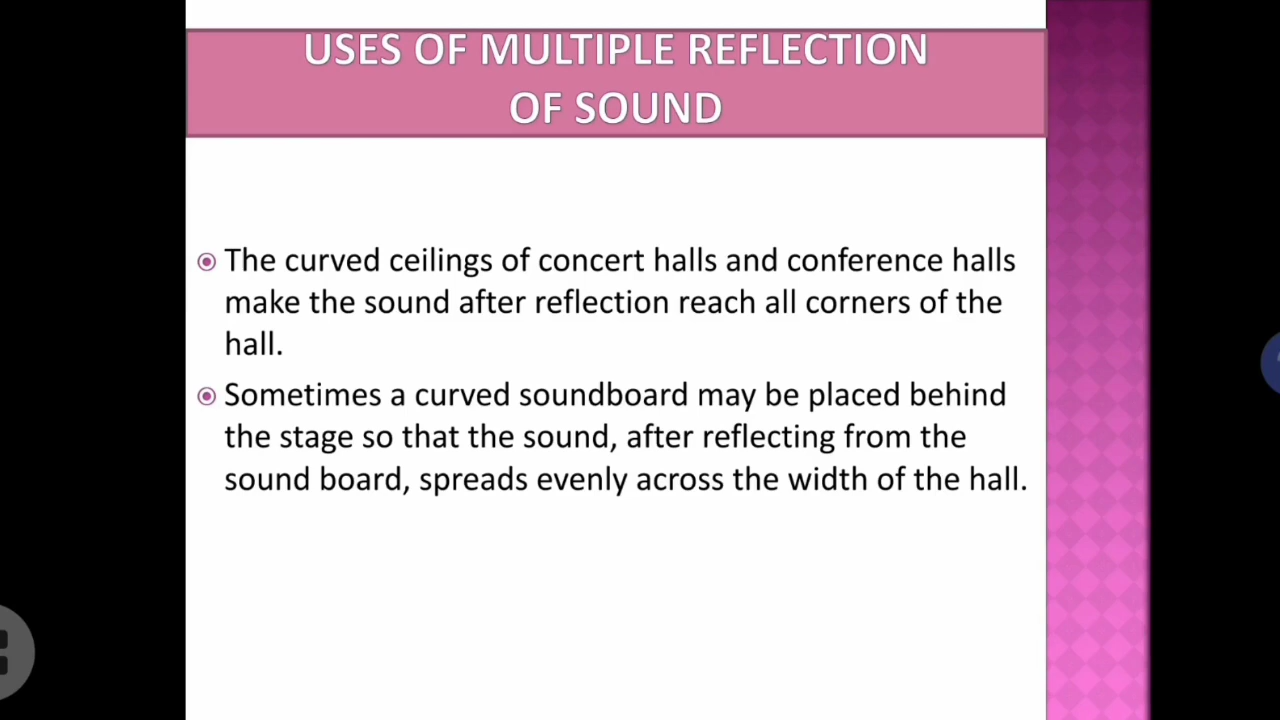 USES OF MULTIPLE REFLECTION
OF SOUND
The curved ceilings of concert halls and conference halls
make the sound after reflection reach all corners of the
hall.
Sometimes a curved soundboard may be placed behind
the stage so that the sound, after reflecting from the
sound board, spreads evenly across the width of the hall.